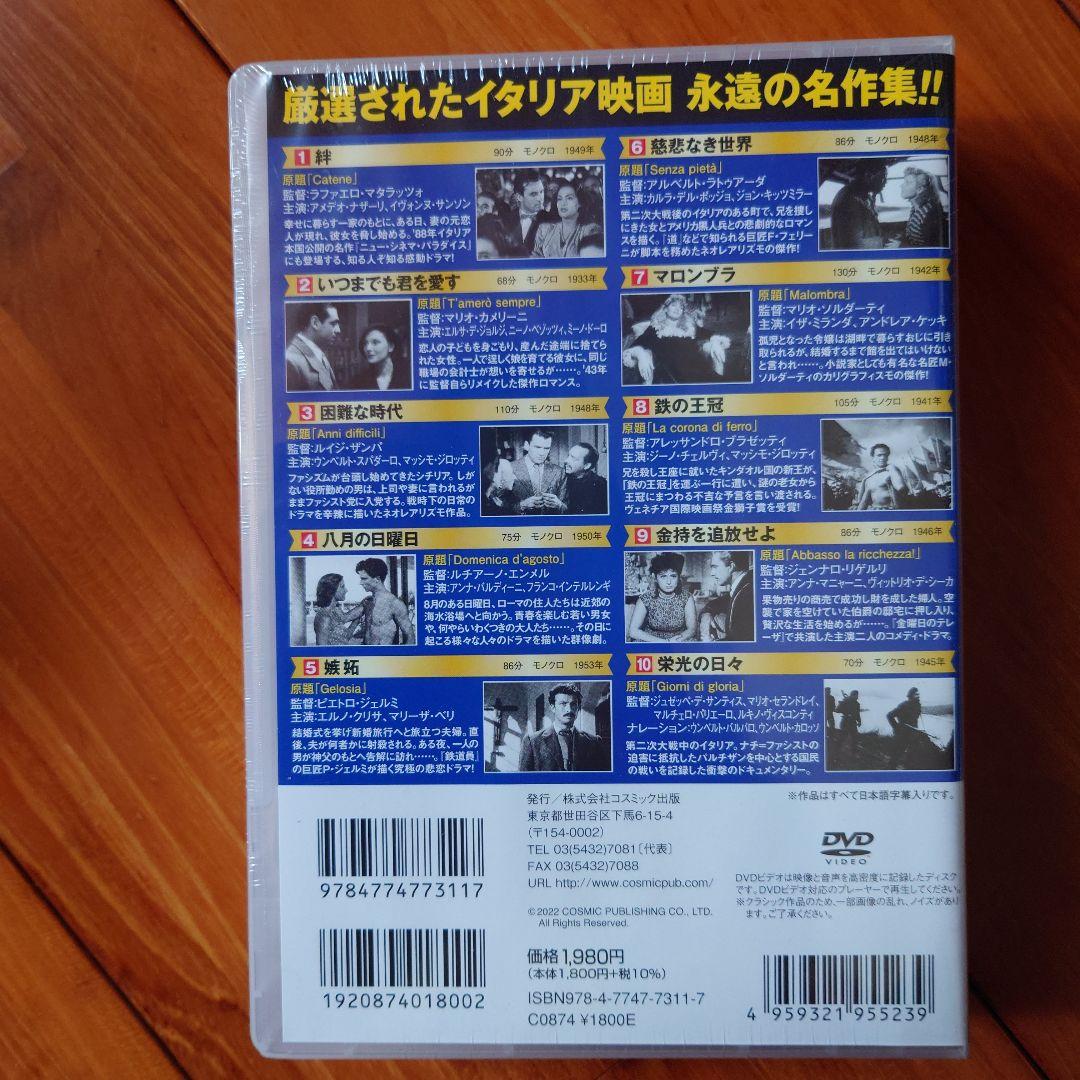 厳選されたイタリア映画 永遠の名作集!!
1 絆 90分 モノクロ 1949年
原題「Catene」
監督:ラファエロ・マタラッツォ
主演:アメデオ・ナザーリ、イヴォンヌ・サンソン
幸せに暮らす一家のもとに、ある日、妻の元恋
人が現れ、彼女を脅し始める。'88年イタリア
本国公開の名作『ニュー・シネマ・パラダイス』
にも登場する、知る人ぞ知る感動ドラマ!
2 いつまでも君を愛す 68分 モノクロ 1933年
原題「T'amerò sempre」
監督:マリオ・カメリーニ
主演:エルサ・デ・ジョルジ、ニーノ・ベゾッツィ、ミーノ・ドーロ
恋人の子どもを身ごもり、産んだ途端に捨てら
れた女性。一人で逞しく娘を育てる彼女に、同じ
職場の会計士が想いを寄せるが……。'43年
に監督自らリメイクした傑作ロマンス。
3 困難な時代 110分 モノクロ 1948年
原題「Anni difficili」
監督:ルイジ・ザンパ
主演:ウンベルト・スパダーロ、マッシモ・ジロッティ
ファシズムが台頭し始めてきたシチリア。しが
ない役所勤めの男は、上司や妻に言われるが
ままファシスト党に入党する。戦時下の日常の
ドラマを辛辣に描いたネオレアリズモ作品。
4 八月の日曜日 75分 モノクロ 1950年
原題「Domenica d'agosto」
監督:ルチアーノ・エンメル
主演:アンナ・バルディーニ、フランコ・インテルレンギ
8月のある日曜日、ローマの住人たちは近郊の
海水浴場へと向かう。青春を楽しむ若い男女
や、何やらいわくつきの大人たち……。その日に
起こる様々な人々のドラマを描いた群像劇。
5 嫉妬 86分 モノクロ 1953年
原題「Gelosia」
監督:ピエトロ・ジェルミ
主演:エルノ・クリサ、マリーザ・ベリ
結婚式を挙げ新婚旅行へと旅立つ夫婦。直
後、夫が何者かに射殺される。ある夜、一人の
男が神父のもとへ告解に訪れ……。『鉄道員』
の巨匠P・ジェルミが描く究極の悲恋ドラマ!
6 慈悲なき世界 86分 モノクロ 1948年
原題「Senza pietà」
監督:アルベルト・ラトゥアーダ
主演:カルラ・デル・ポッジョ、ジョン・キッツミラー
第二次大戦後のイタリアのある町で、兄を捜し
にきた女とアメリカ黒人兵との悲劇的なロマン
スを描く。『道』などで知られる巨匠F・フェリー
ニが脚本を務めたネオレアリズモの傑作!
7 マロンブラ 130分 モノクロ 1942年
原題「Malombra」
監督:マリオ・ソルダーティ
主演:イザ・ミランダ、アンドレア・ケッキ
孤児となった令嬢は湖畔で暮らすおじに引き
取られるが、結婚するまで館を出てはいけない
と言われ……。小説家としても有名な名匠M・
ソルダーティのカリグラフィスモの傑作!
8 鉄の王冠 105分 モノクロ 1941年
原題「La corona di ferro」
監督:アレッサンドロ・ブラゼッティ
主演:ジーノ・チェルヴィ、マッシモ・ジロッティ
兄を殺し王座に就いたキンダオル国の新王が、
『鉄の王冠』を運ぶ一行に遭い、謎の老女から
王冠にまつわる不吉な予言を言い渡される。
ヴェネチア国際映画祭金獅子賞を受賞!
9 金持を追放せよ 86分 モノクロ 1946年
原題「Abbasso la ricchezza!」
監督:ジェンナロ・リゲルリ
主演:アンナ・マニャーニ、ヴィットリオ・デ・シーカ
果物売りの商売で成功し財を成した婦人。空
襲で家を空けていた伯爵の邸宅に押し入り、
贅沢な生活を始めるが……。『金曜日のテレ
ーザ』で共演した主演二人のコメディ・ドラマ。
10 栄光の日々 70分 モノクロ 1945年
原題「Giorni di gloria」
監督:ジュゼッペ・デ・サンティス、マリオ・セランドレイ、
マルチェロ・パリエーロ、ルキノ・ヴィスコンティ
ナレーション:ウンベルト・バルバロ、ウンベルト・カロッソ
第二次大戦中のイタリア。ナチ=ファシストの
迫害に抵抗したパルチザンを中心とする国民
の戦いを記録した衝撃のドキュメンタリー。
発行/株式会社コスミック出版
東京都世田谷区下馬6-15-4
(〒154-0002)
TEL 03(5432)7081〔代表〕
FAX 03(5432)7088
URL http://www.cosmicpub.com/
©2022 COSMIC PUBLISHING CO., LTD.
All Rights Reserved.
価格1,980円
(本体1,800円+税10%)
ISBN978-4-7747-7311-7
C0874 ¥1800E
9784774773117
1920874018002
※作品はすべて日本語字幕入りです。
DVD
VIDEO
DVDビデオは映像と音声を高密度に記録したディスク
です。DVDビデオ対応のプレーヤーで再生してください。
※クラシック作品のため、一部画像の乱れ、ノイズがあり
ます。ご了承ください。
4 959321 955239